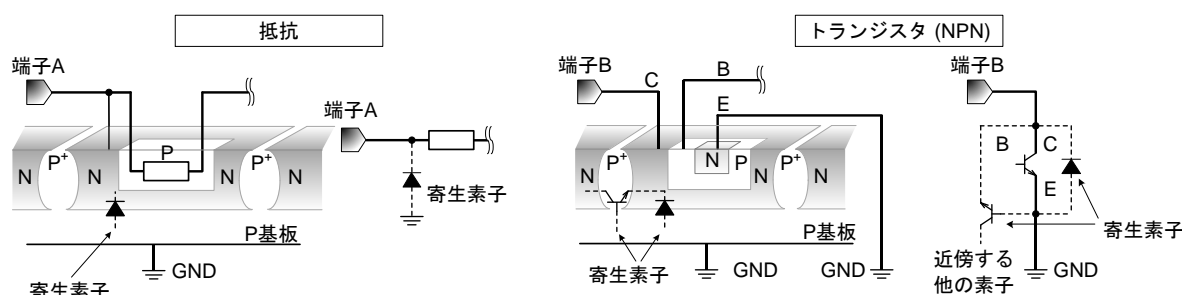 抵抗
端子A
P
N
P+
N
N
P+
N
P基板
GND
寄生素子
端子A
寄生素子
トランジスタ (NPN)
端子B
C
B
E
N
P+
N
N
P
P+
N
P基板
寄生素子
GND
GND
端子B
B
C
E
寄生素子
近傍する
他の素子